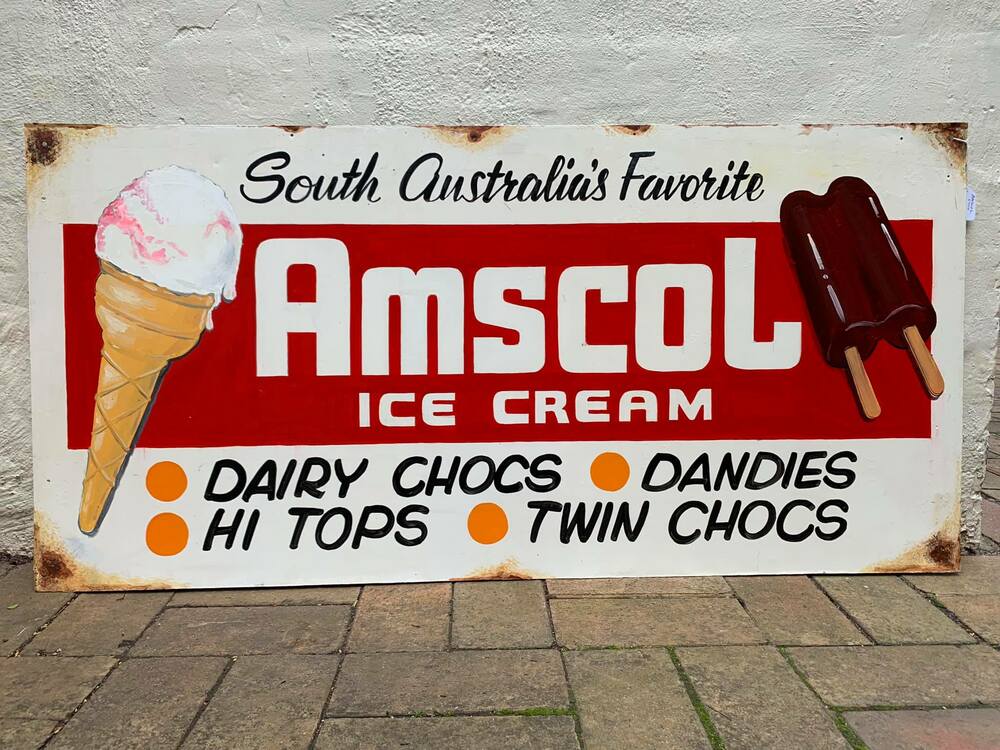 South Australia's Favorite
AMSCOL
ICE CREAM
DAIRY CHOCS DANDIES
HI TOPS TWIN CHOCS